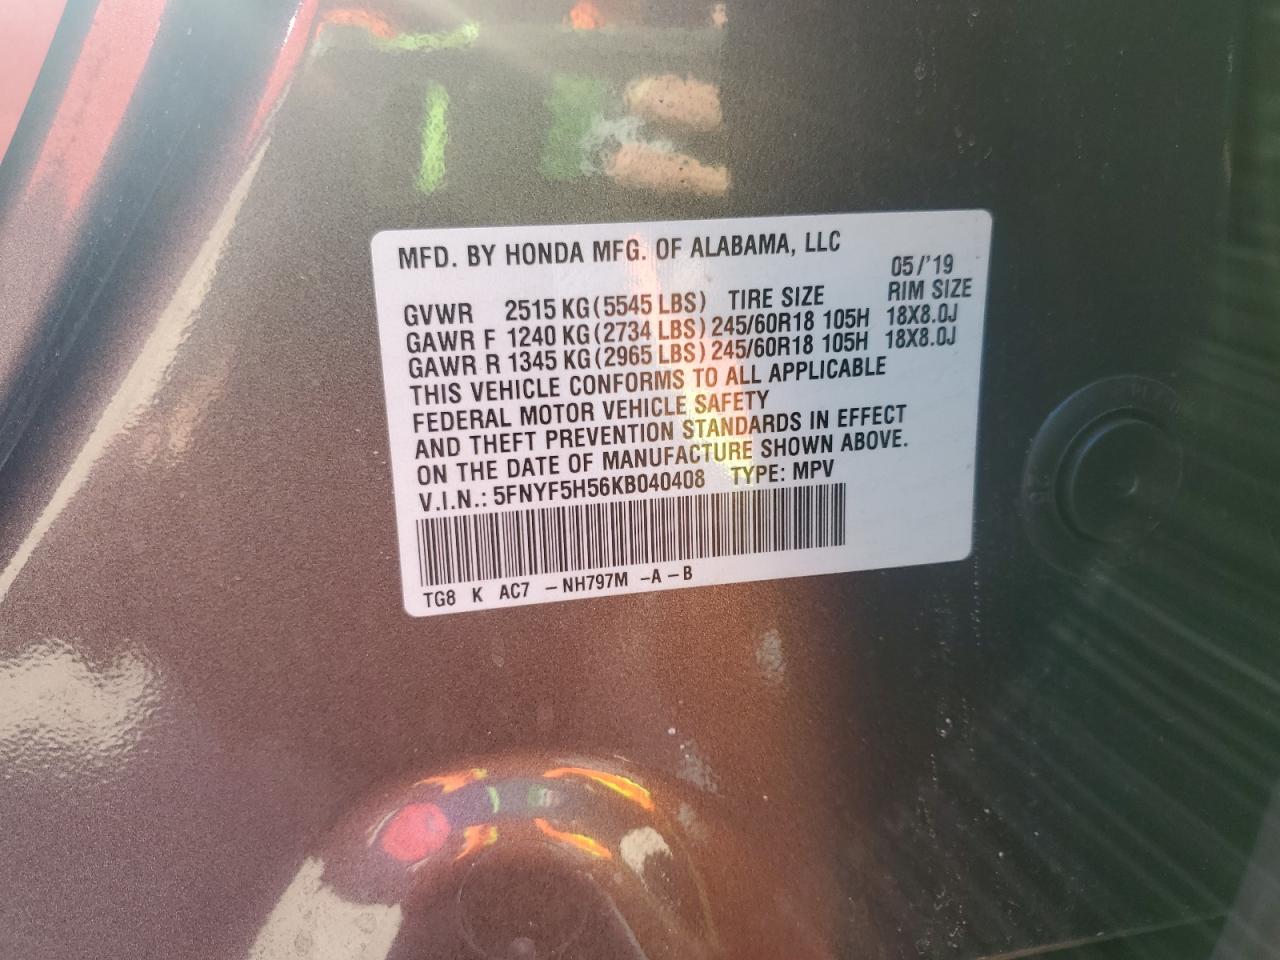 MFD. BY HONDA MFG. OF ALABAMA, LLC
05/'19
GVWR 2515 KG (5545 LBS) TIRE SIZE RIM SIZE
GAWR F 1240 KG (2734 LBS) 245/60R18 105H 18X8.0J
GAWR R 1345 KG (2965 LBS) 245/60R18 105H 18X8.0J
THIS VEHICLE CONFORMS TO ALL APPLICABLE
FEDERAL MOTOR VEHICLE SAFETY
AND THEFT PREVENTION STANDARDS IN EFFECT
ON THE DATE OF MANUFACTURE SHOWN ABOVE.
V.I.N.: 5FNYF5H56KB040408 TYPE: MPV
TG8 K AC7 -NH797M -A-B